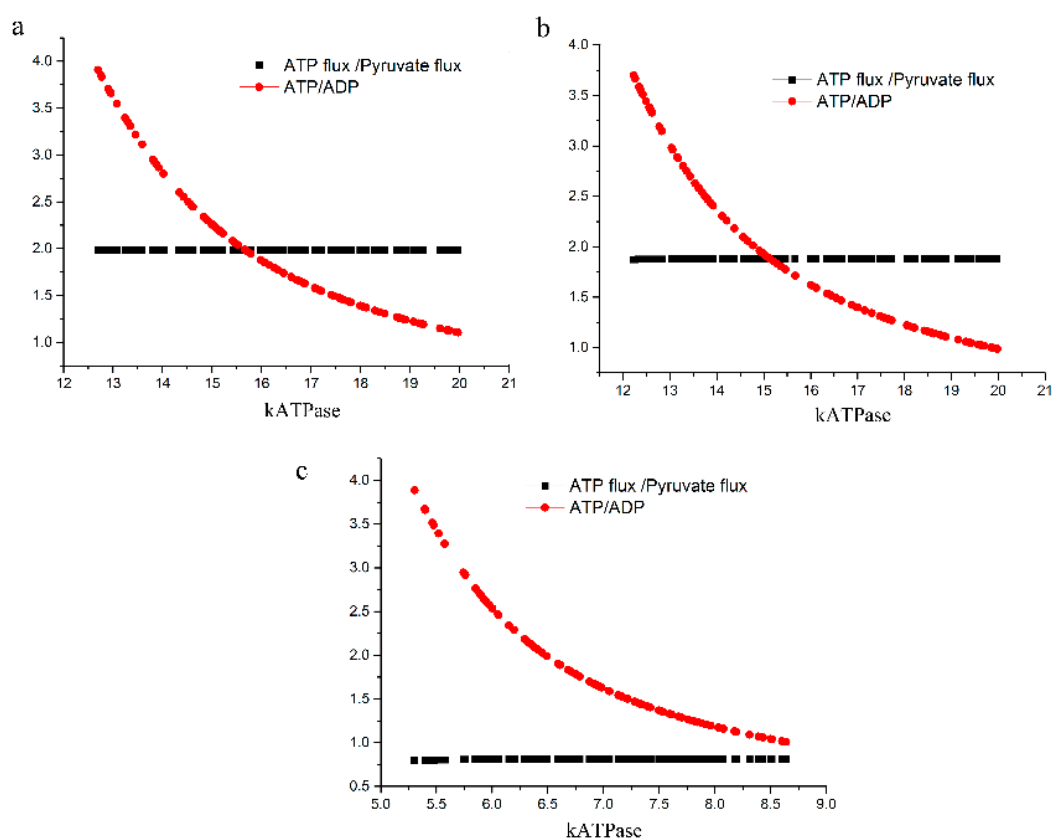 a
ATP flux /Pyruvate flux
ATP/ADP
4.0
3.5
3.0
2.5
2.0
1.5
1.0
12 13 14 15 16 17 18 19 20 21
kATPase
b
ATP flux /Pyruvate flux
ATP/ADP
4.0
3.5
3.0
2.5
2.0
1.5
1.0
12 13 14 15 16 17 18 19 20 21
kATPase
c
ATP flux /Pyruvate flux
ATP/ADP
4.0
3.5
3.0
2.5
2.0
1.5
1.0
0.5
5.0 5.5 6.0 6.5 7.0 7.5 8.0 8.5 9.0
kATPase